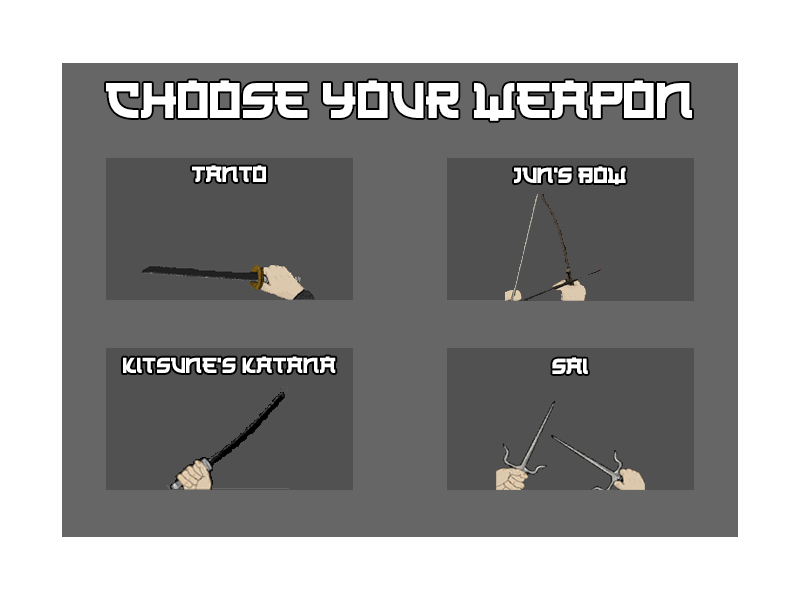 CHOOSE YOUR WEAPON
TANTO
JUN'S BOW
KITSUNE'S KATANA
SAI